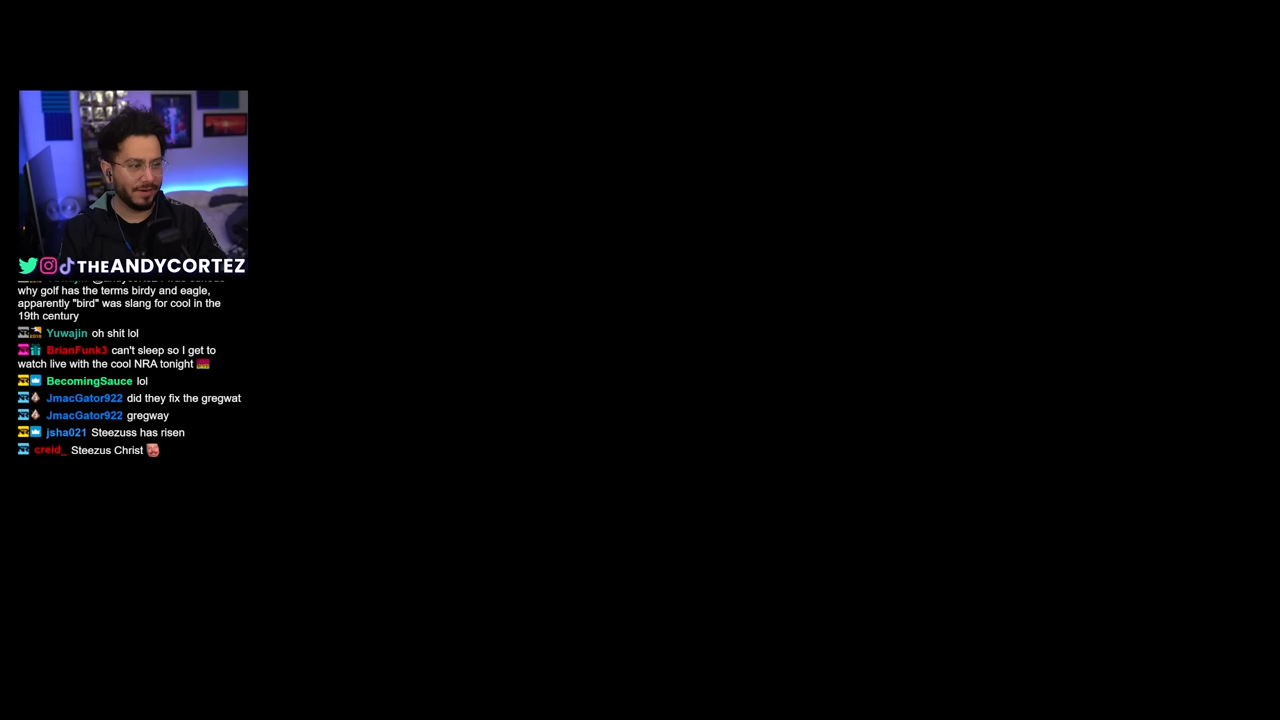 THEANDYCORTEZ
why golf has the terms birdy and eagle,
apparently "bird" was slang for cool in the
19th century
Yuwajin oh shit lol
BrianFunk3 can't sleep so I get to
watch live with the cool NRA tonight
BecomingSauce lol
JmacGator922 did they fix the gregwat
JmacGator922 gregway
jsha021 Steezuss has risen
creid_ Steezus Christ